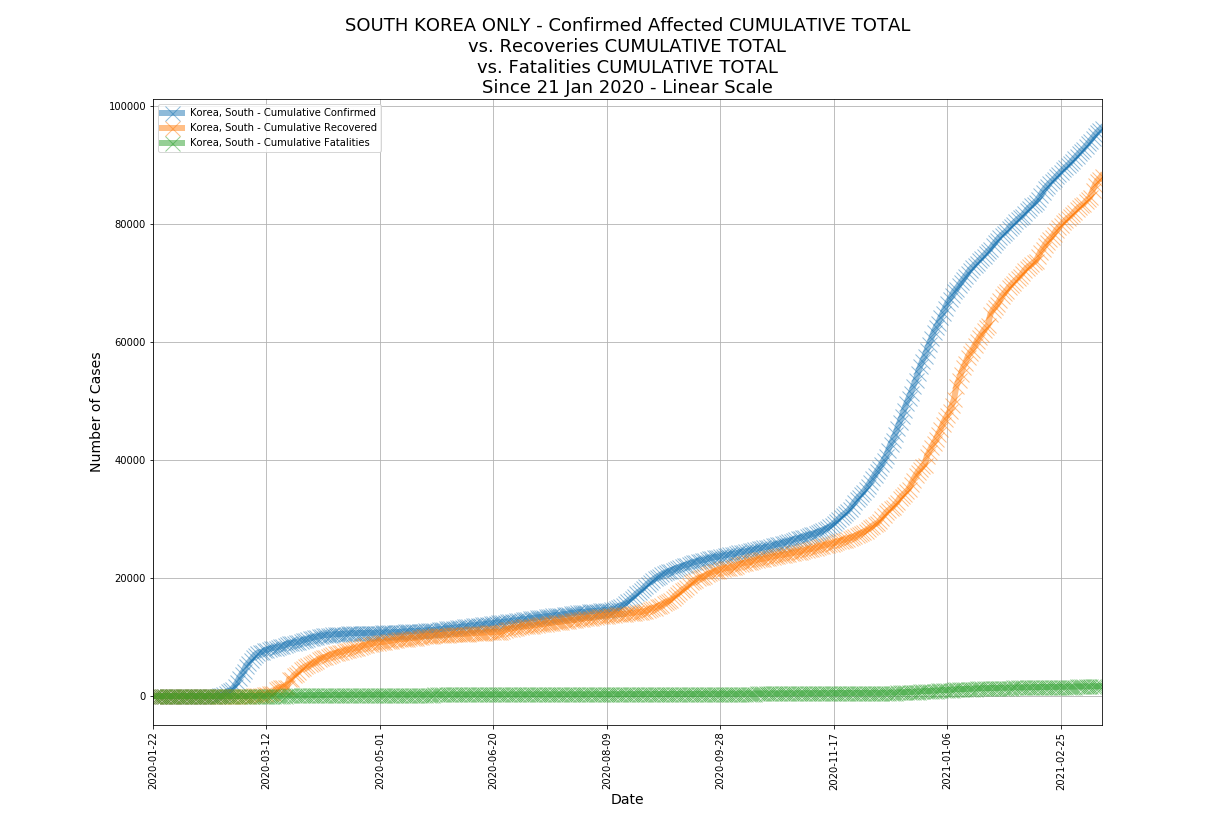 SOUTH KOREA ONLY - Confirmed Affected CUMULATIVE TOTAL
vs. Recoveries CUMULATIVE TOTAL
vs. Fatalities CUMULATIVE TOTAL
Since 21 Jan 2020 - Linear Scale
Korea, South - Cumulative Confirmed
Korea, South - Cumulative Recovered
Korea, South - Cumulative Fatalities
Number of Cases
100000
80000
60000
40000
20000
0
2020-01-22
2020-03-12
2020-05-01
2020-06-20
2020-08-09
2020-09-28
2020-11-17
2021-01-06
2021-02-25
Date